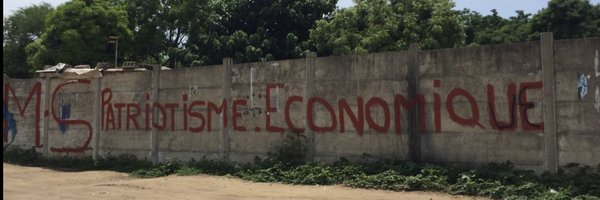 M.S PATRIOTISME: ECONOMIQUE